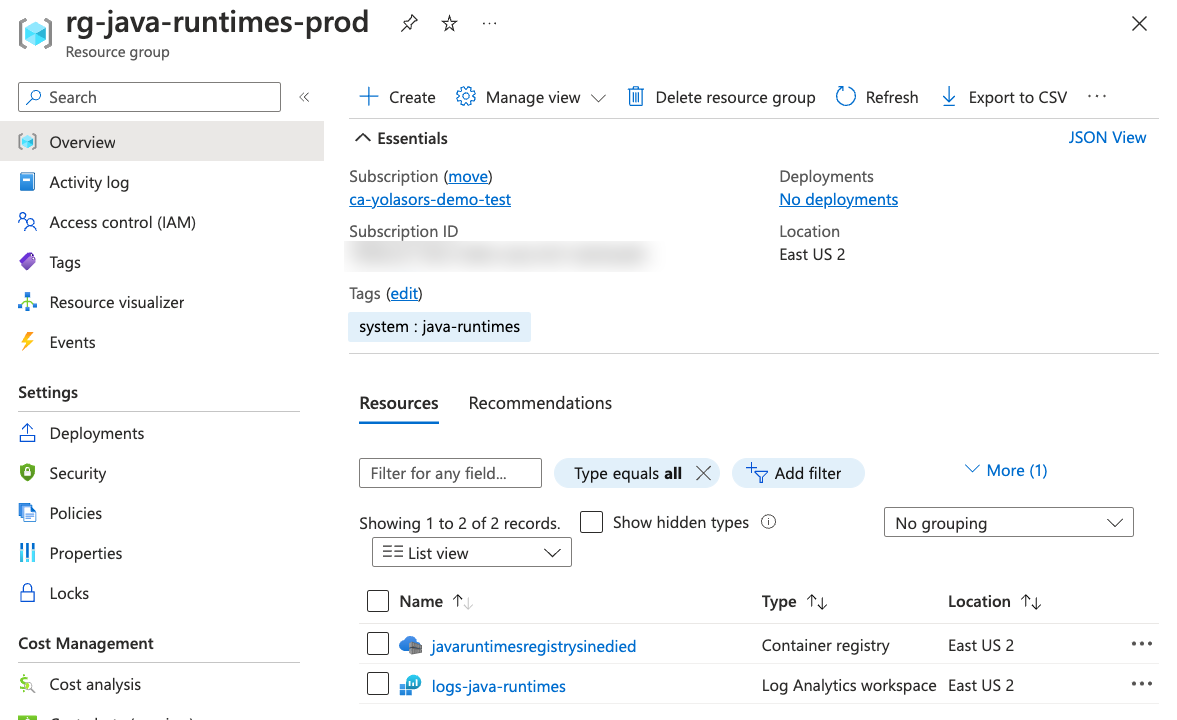 rg-java-runtimes-prod
Resource group
Search
Overview
Activity log
Access control (IAM)
Tags
Resource visualizer
Events
Settings
Deployments
Security
Policies
Properties
Locks
Cost Management
Cost analysis
Create Manage view Delete resource group Refresh Export to CSV
Essentials
JSON View
Subscription (move)
ca-yolasors-demo-test
Subscription ID
Deployments
No deployments
Location
East US 2
Tags (edit)
system : java-runtimes
Resources Recommendations
Filter for any field... Type equals all Add filter More (1)
Showing 1 to 2 of 2 records. Show hidden types No grouping
List view
Name Type Location
javaruntimesregistrysinedied Container registry East US 2
logs-java-runtimes Log Analytics workspace East US 2